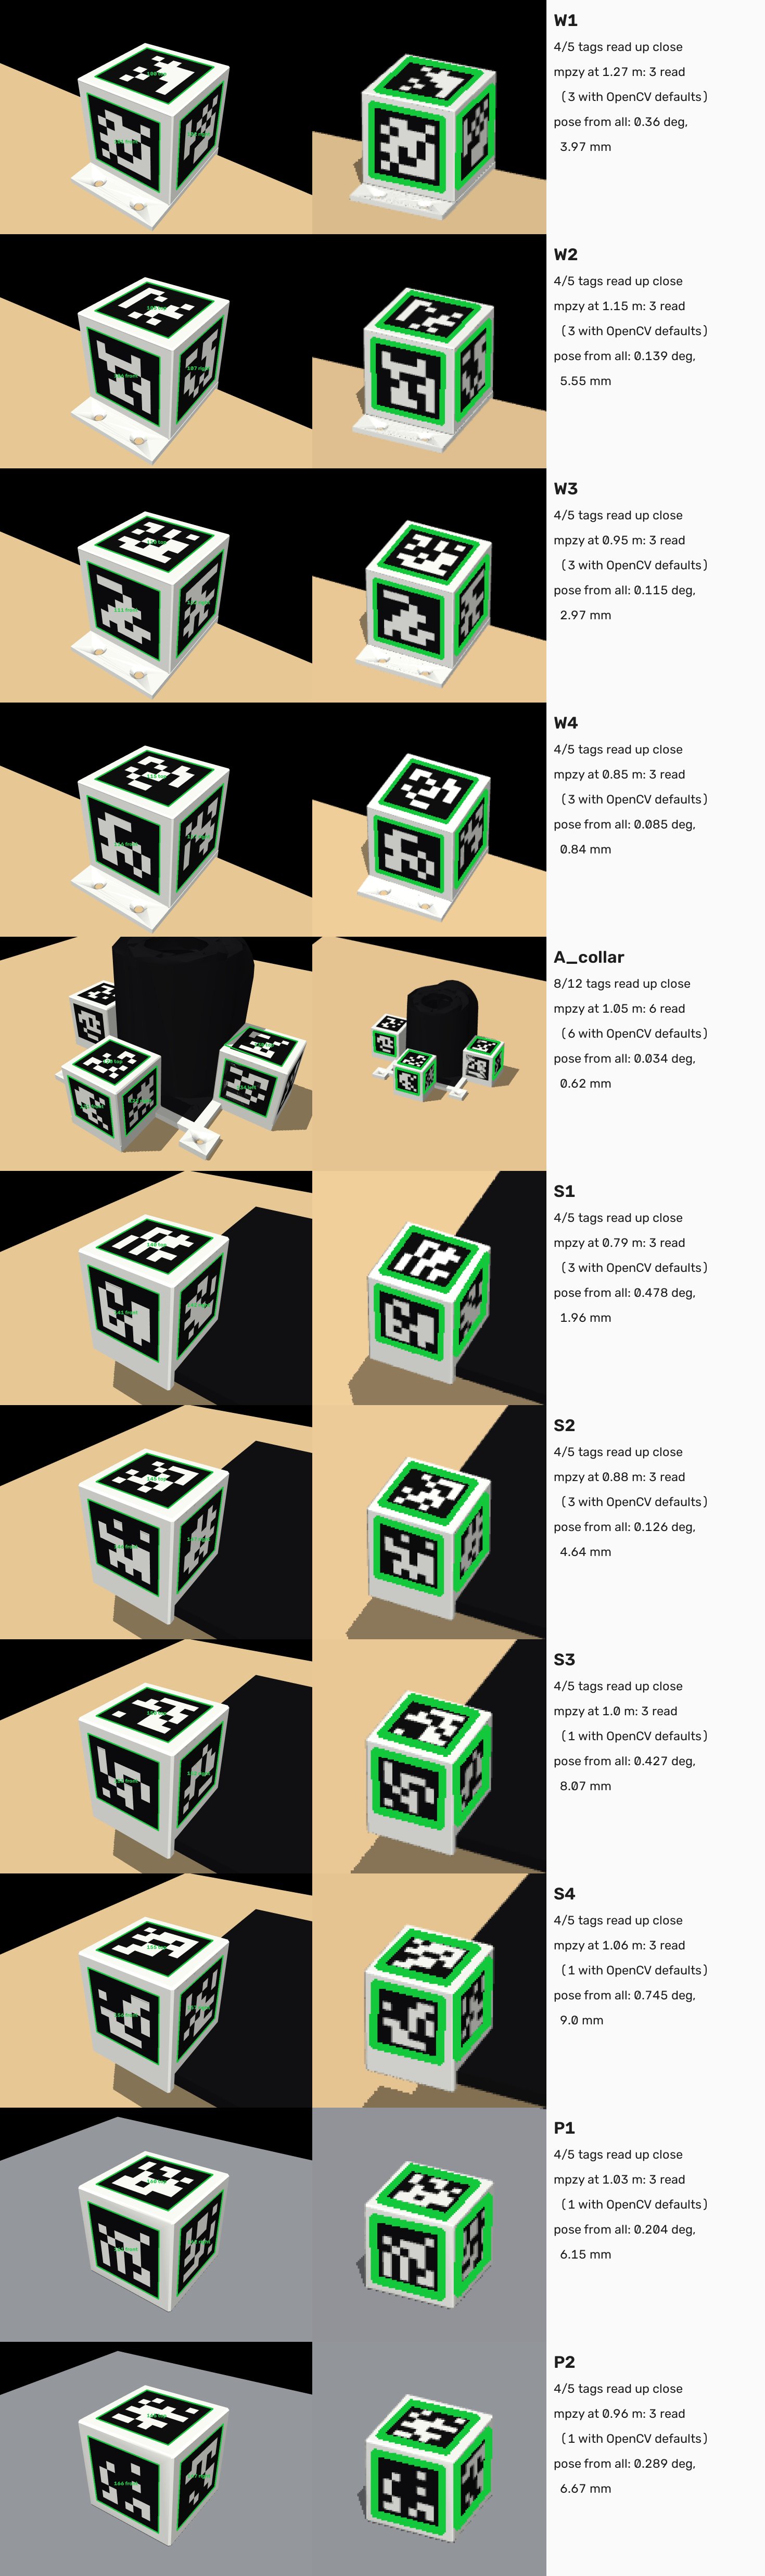 W1
4/5 tags read up close
mpzy at 1.27 m: 3 read
(3 with OpenCV defaults)
pose from all: 0.36 deg,
3.97 mm
W2
4/5 tags read up close
mpzy at 1.15 m: 3 read
(3 with OpenCV defaults)
pose from all: 0.139 deg,
5.55 mm
W3
4/5 tags read up close
mpzy at 0.95 m: 3 read
(3 with OpenCV defaults)
pose from all: 0.115 deg,
2.97 mm
W4
4/5 tags read up close
mpzy at 0.85 m: 3 read
(3 with OpenCV defaults)
pose from all: 0.085 deg,
0.84 mm
A_collar
8/12 tags read up close
mpzy at 1.05 m: 6 read
(6 with OpenCV defaults)
pose from all: 0.034 deg,
0.62 mm
S1
4/5 tags read up close
mpzy at 0.79 m: 3 read
(3 with OpenCV defaults)
pose from all: 0.478 deg,
1.96 mm
S2
4/5 tags read up close
mpzy at 0.88 m: 3 read
(3 with OpenCV defaults)
pose from all: 0.126 deg,
4.64 mm
S3
4/5 tags read up close
mpzy at 1.0 m: 3 read
(1 with OpenCV defaults)
pose from all: 0.427 deg,
8.07 mm
S4
4/5 tags read up close
mpzy at 1.06 m: 3 read
(1 with OpenCV defaults)
pose from all: 0.745 deg,
9.0 mm
P1
4/5 tags read up close
mpzy at 1.03 m: 3 read
(1 with OpenCV defaults)
pose from all: 0.204 deg,
6.15 mm
P2
4/5 tags read up close
mpzy at 0.96 m: 3 read
(1 with OpenCV defaults)
pose from all: 0.289 deg,
6.67 mm
166 front